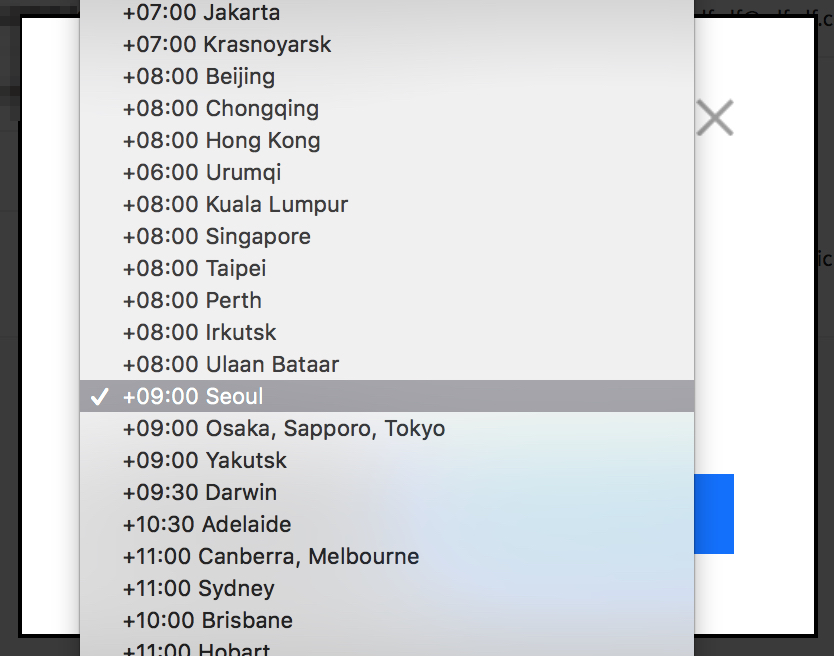 +07:00 Jakarta
+07:00 Krasnoyarsk
+08:00 Beijing
+08:00 Chongqing
+08:00 Hong Kong
+06:00 Urumqi
+08:00 Kuala Lumpur
+08:00 Singapore
+08:00 Taipei
+08:00 Perth
+08:00 Irkutsk
+08:00 Ulaan Bataar
+09:00 Seoul
+09:00 Osaka, Sapporo, Tokyo
+09:00 Yakutsk
+09:30 Darwin
+10:30 Adelaide
+11:00 Canberra, Melbourne
+11:00 Sydney
+10:00 Brisbane
+11:00 Hobart